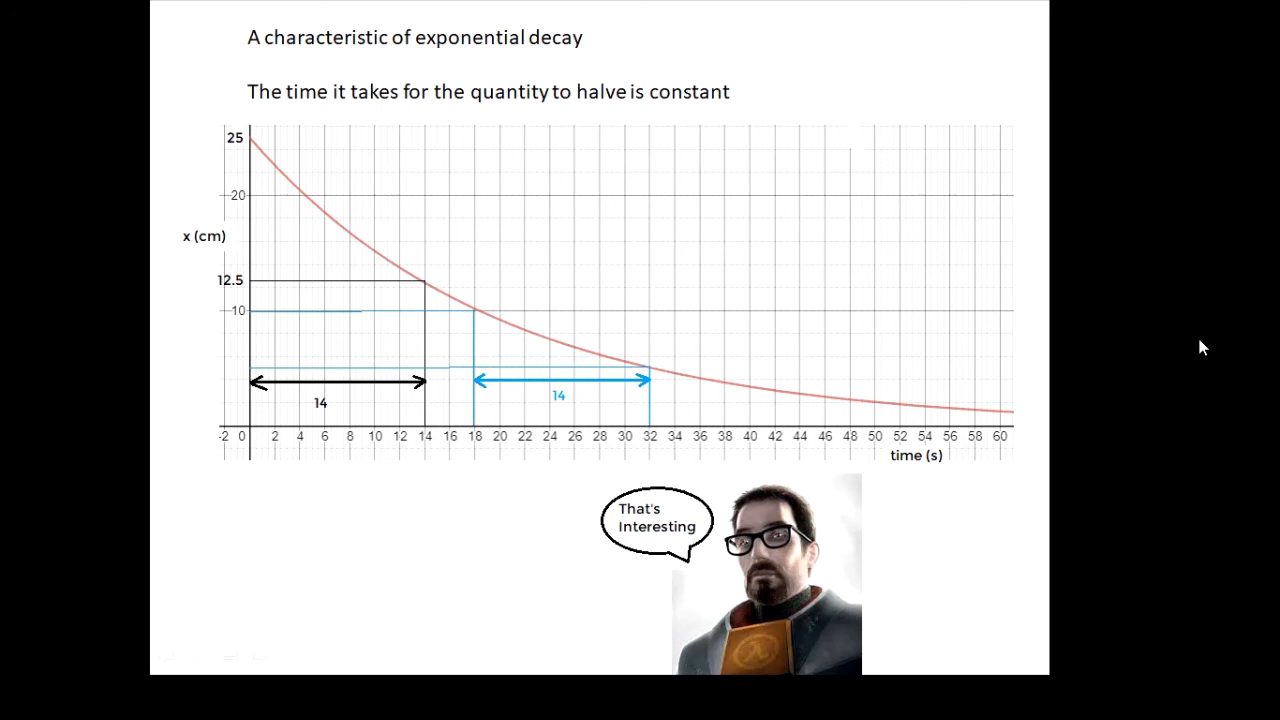 A characteristic of exponential decay
The time it takes for the quantity to halve is constant
25
20
x (cm)
12.5
10
14
14
-2 0 2 4 6 8 10 12 14 16 18 20 22 24 26 28 30 32 34 36 38 40 42 44 46 48 50 52 54 56 58 60
time (s)
That's
Interesting
λ